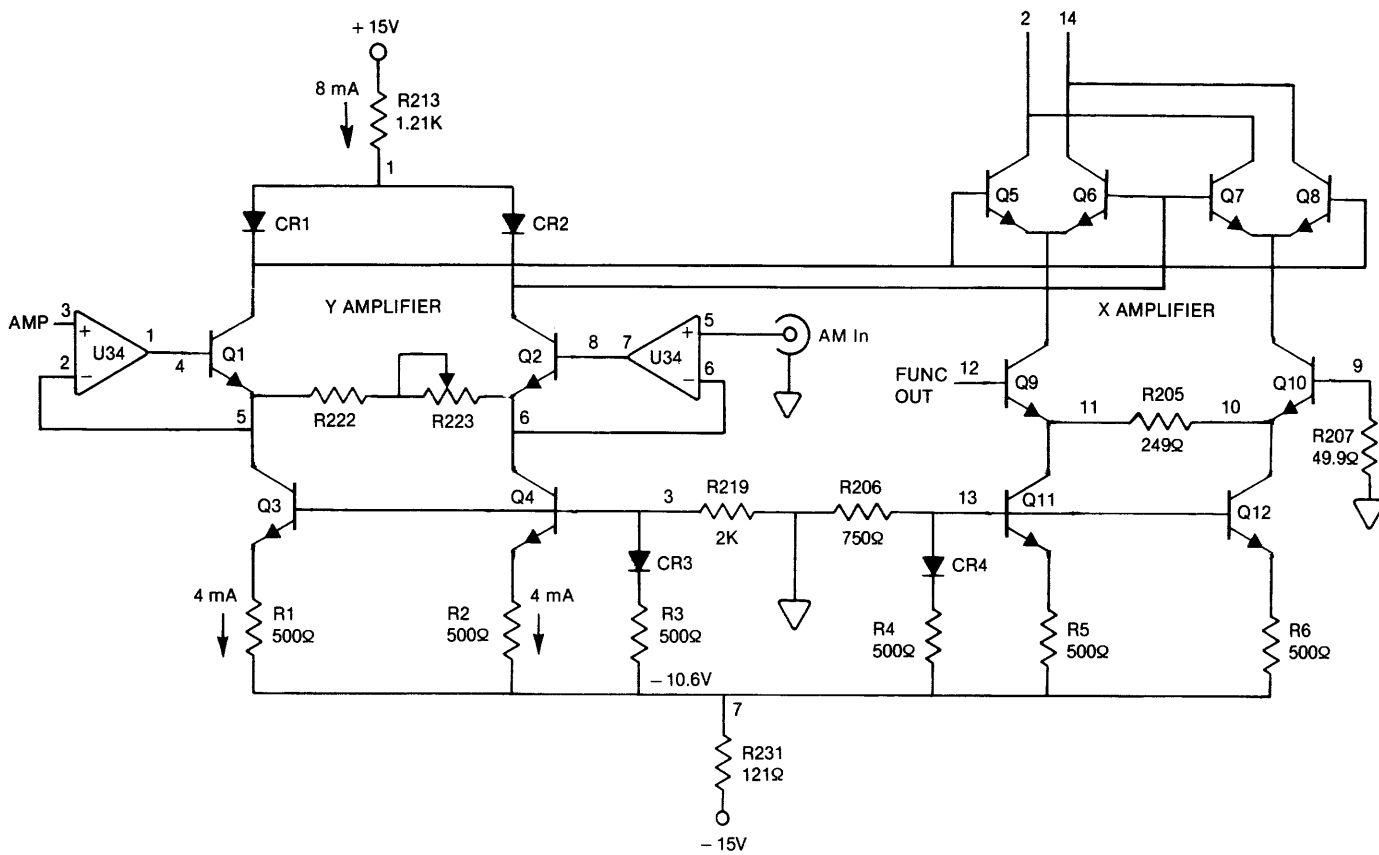 2 14
+ 15V
8 mA
R213
1.21K
1
CR1
CR2
Q5
Q6
Q7
Q8
Y AMPLIFIER
X AMPLIFIER
AMP
3
+
U34
2
−
1
4
Q1
5
R222
R223
Q2
8
7
U34
5
+
6
−
6
AM In
FUNC
OUT
12
Q9
11
R205
10
249Ω
Q10
9
R207
49.9Ω
Q3
Q4
3
R219
2K
R206
750Ω
13
Q11
Q12
CR3
CR4
4 mA
R1
500Ω
R2
500Ω
4 mA
R3
500Ω
R4
500Ω
R5
500Ω
R6
500Ω
− 10.6V
7
R231
121Ω
− 15V